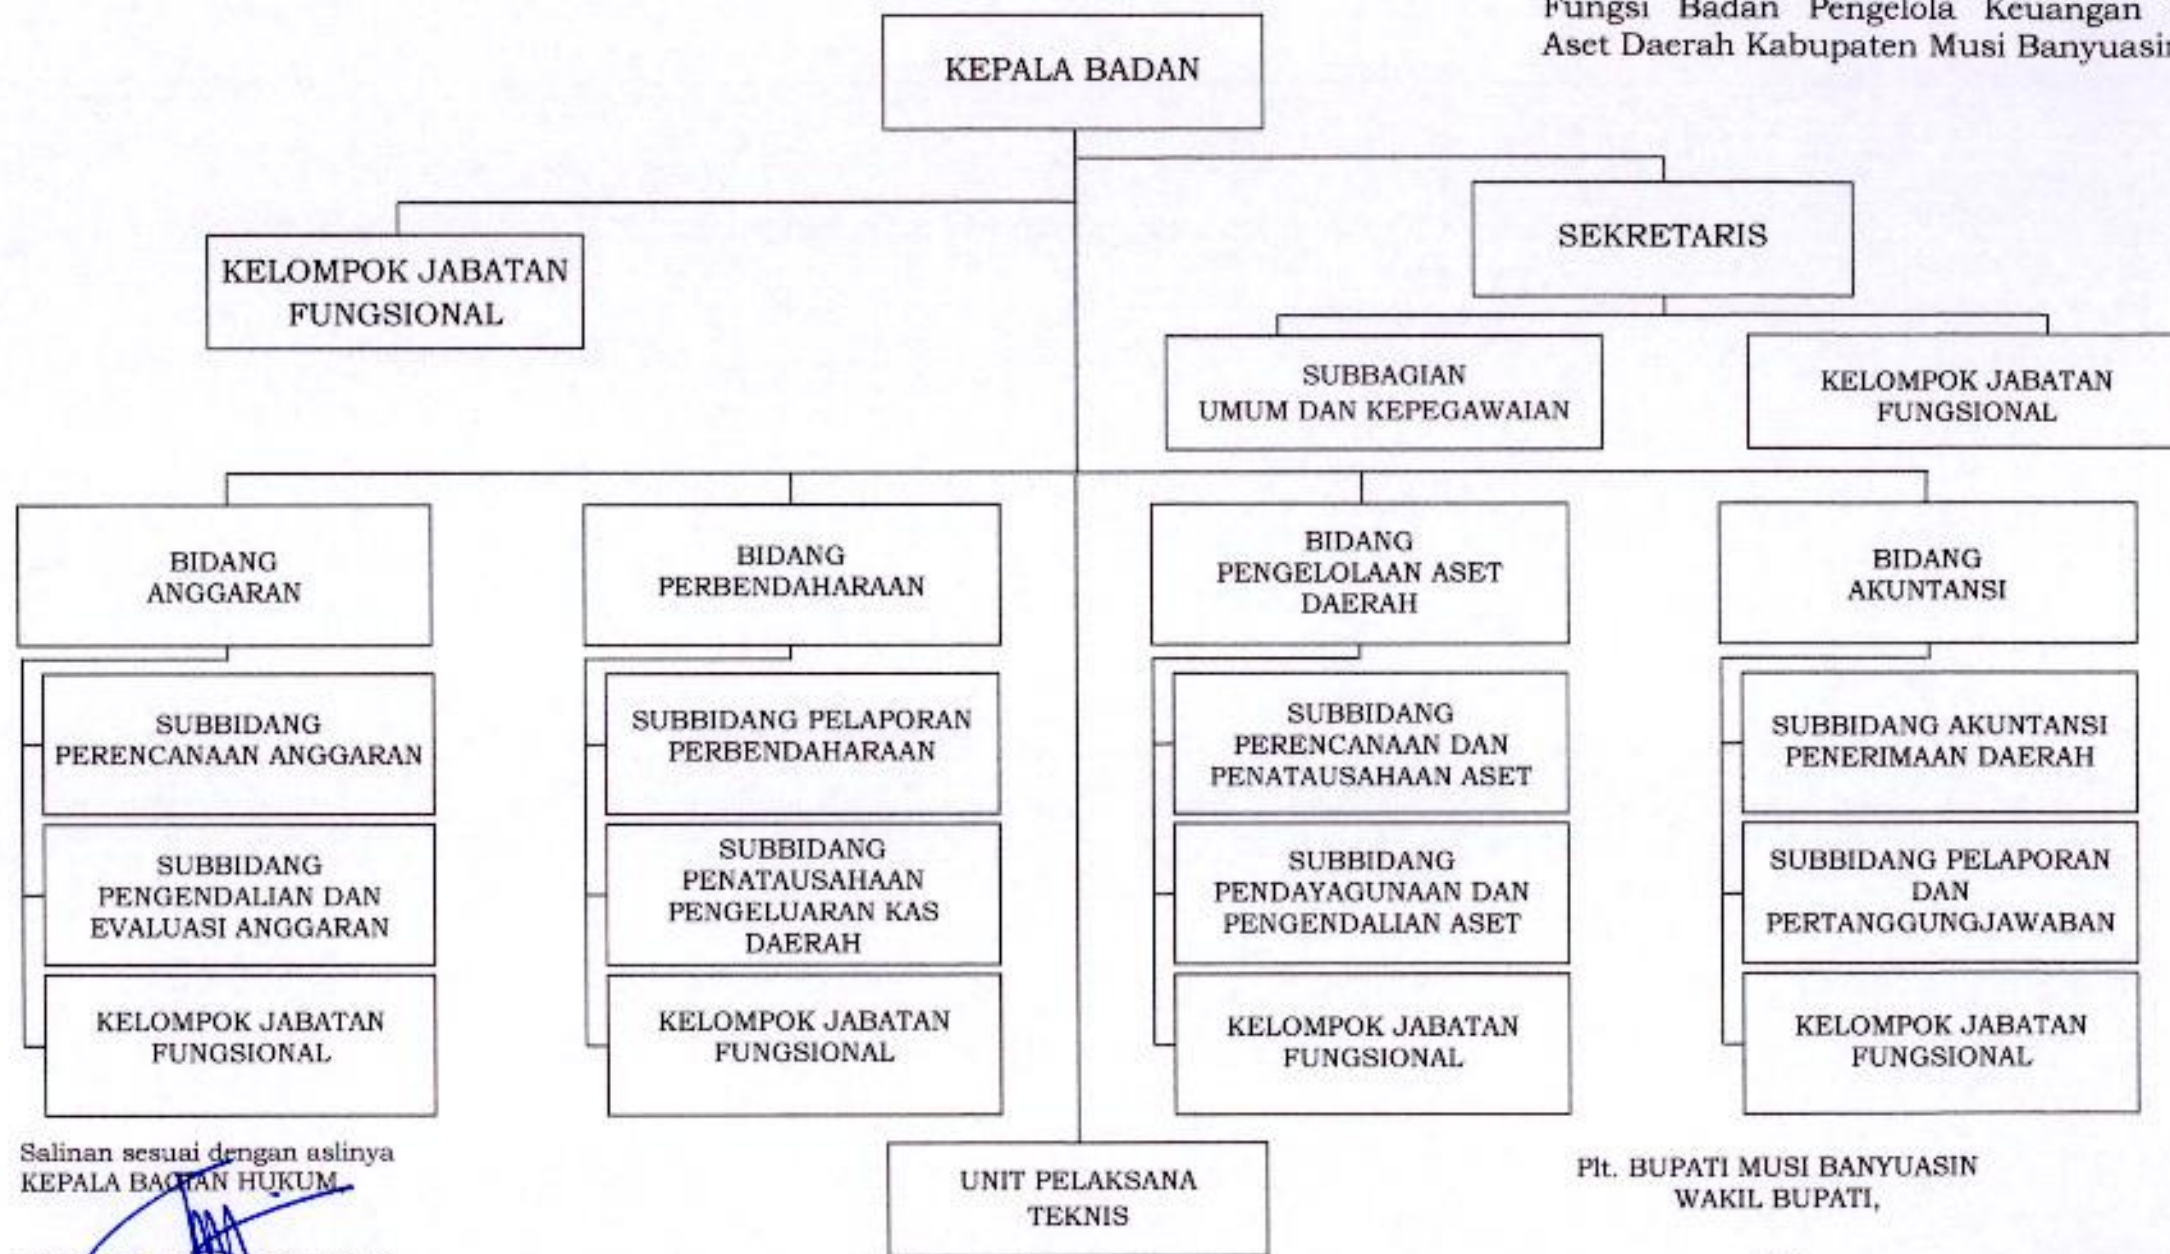 Fungsi Badan Pengelola Keuangan
Aset Daerah Kabupaten Musi Banyuasin
KEPALA BADAN
SEKRETARIS
KELOMPOK JABATAN
FUNGSIONAL
SUBBAGIAN
UMUM DAN KEPEGAWAIAN
KELOMPOK JABATAN
FUNGSIONAL
BIDANG
ANGGARAN
BIDANG
PERBENDAHARAAN
BIDANG
PENGELOLAAN ASET
DAERAH
BIDANG
AKUNTANSI
SUBBIDANG
PERENCANAAN ANGGARAN
SUBBIDANG PELAPORAN
PERBENDAHARAAN
SUBBIDANG
PERENCANAAN DAN
PENATAUSAHAAN ASET
SUBBIDANG AKUNTANSI
PENERIMAAN DAERAH
SUBBIDANG
PENGENDALIAN DAN
EVALUASI ANGGARAN
SUBBIDANG
PENATAUSAHAAN
PENGELUARAN KAS
DAERAH
SUBBIDANG
PENDAYAGUNAAN DAN
PENGENDALIAN ASET
SUBBIDANG PELAPORAN
DAN
PERTANGGUNGJAWABAN
KELOMPOK JABATAN
FUNGSIONAL
KELOMPOK JABATAN
FUNGSIONAL
KELOMPOK JABATAN
FUNGSIONAL
KELOMPOK JABATAN
FUNGSIONAL
Salinan sesuai dengan aslinya
KEPALA BAGIAN HUKUM
UNIT PELAKSANA
TEKNIS
Plt. BUPATI MUSI BANYUASIN
WAKIL BUPATI,